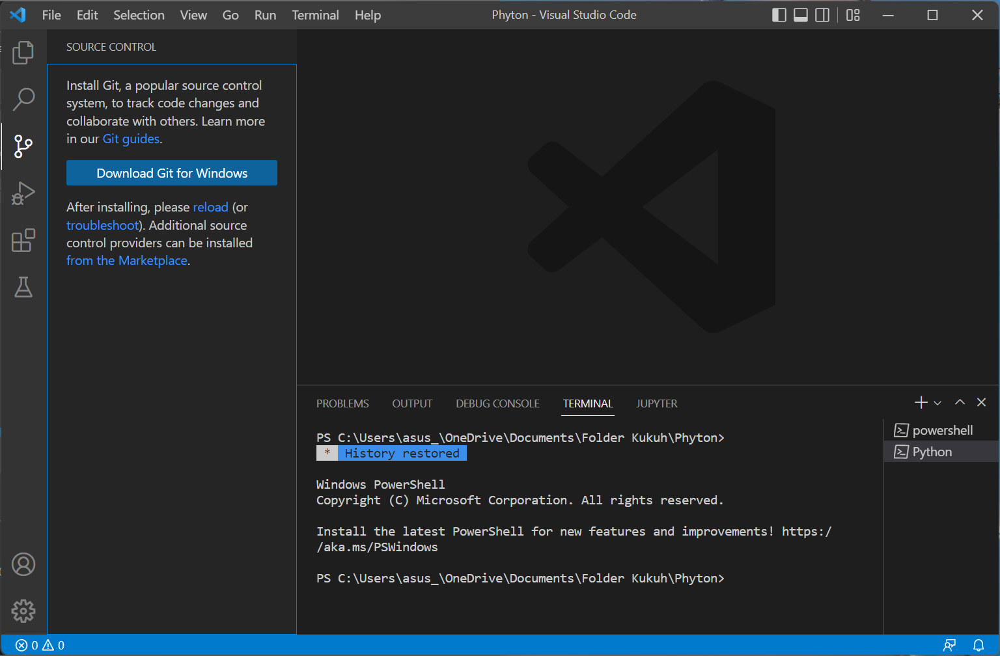 File Edit Selection View Go Run Terminal Help
Phyton - Visual Studio Code
SOURCE CONTROL
Install Git, a popular source control
system, to track code changes and
collaborate with others. Learn more
in our Git guides.
Download Git for Windows
After installing, please reload (or
troubleshoot). Additional source
control providers can be installed
from the Marketplace.
PROBLEMS OUTPUT DEBUG CONSOLE TERMINAL JUPYTER
PS C:\Users\asus_\OneDrive\Documents\Folder Kukuh\Phyton>
* History restored
Windows PowerShell
Copyright (C) Microsoft Corporation. All rights reserved.
Install the latest PowerShell for new features and improvements! https:/
/aka.ms/PSWindows
PS C:\Users\asus_\OneDrive\Documents\Folder Kukuh\Phyton>
powershell
Python
0 0